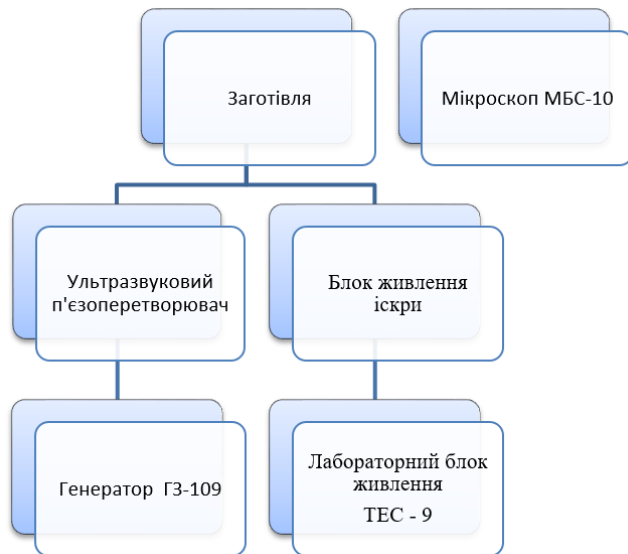 Заготівля
Мікроскоп МБС-10
Ультразвуковий
п'єзоперетворювач
Блок живлення
іскри
Генератор ГЗ-109
Лабораторний блок
живлення
ТЕС - 9